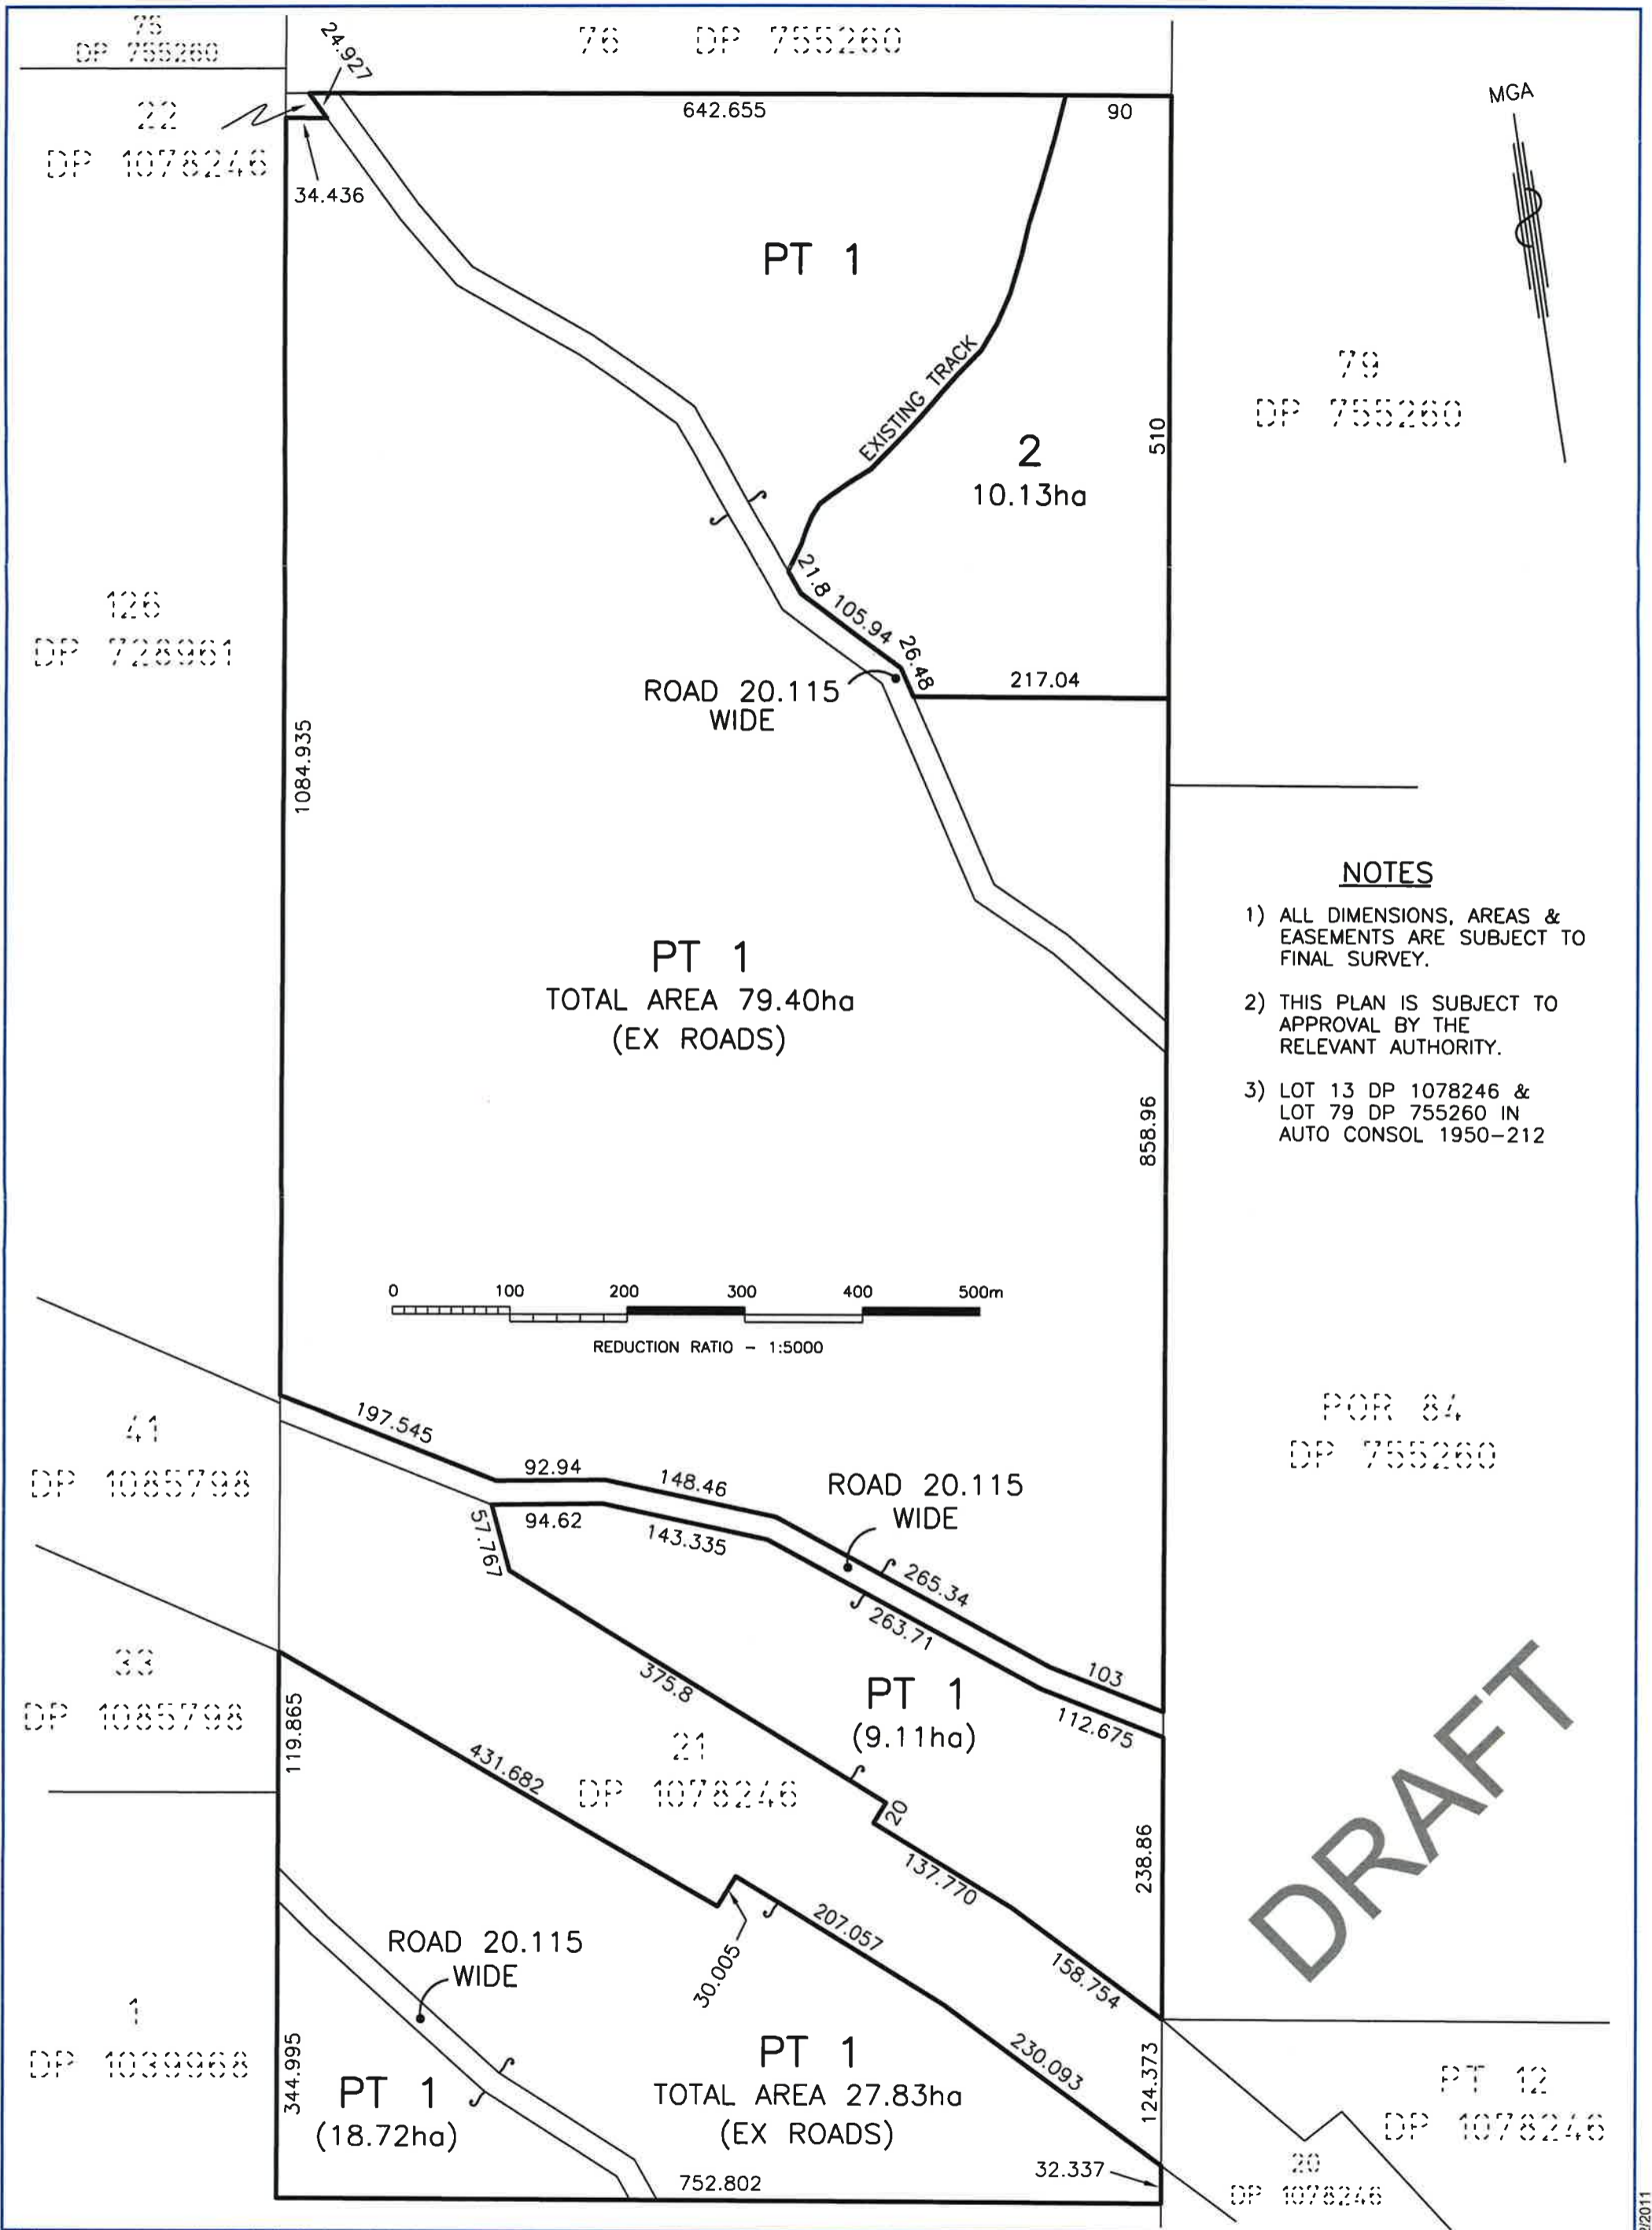 75
DP 755260
76 DP 755260
24.927
642.655
90
MGA
22
DP 1078246
34.436
PT 1
EXISTING TRACK
79
DP 755260
2
10.13ha
510
126
DP 728961
21.8
105.94
26.48
217.04
ROAD 20.115
WIDE
1084.935
NOTES
1) ALL DIMENSIONS, AREAS &
EASEMENTS ARE SUBJECT TO
FINAL SURVEY.
2) THIS PLAN IS SUBJECT TO
APPROVAL BY THE
RELEVANT AUTHORITY.
3) LOT 13 DP 1078246 &
LOT 79 DP 755260 IN
AUTO CONSOL 1950-212
PT 1
TOTAL AREA 79.40ha
(EX ROADS)
858.96
0 100 200 300 400 500m
REDUCTION RATIO - 1:5000
POR 84
DP 755260
41
DP 1085798
197.545
92.94
148.46
ROAD 20.115
WIDE
94.62
143.335
57.767
265.34
263.71
103
112.675
33
DP 1085798
119.865
375.8
PT 1
(9.11ha)
21
DP 1078246
431.682
20
137.770
238.86
DRAFT
207.057
30.005
158.754
ROAD 20.115
WIDE
1
DP 1039968
344.995
PT 1
(18.72ha)
PT 1
TOTAL AREA 27.83ha
(EX ROADS)
230.093
124.373
PT 12
DP 1078246
32.337
752.802
20
DP 1078246
/2011